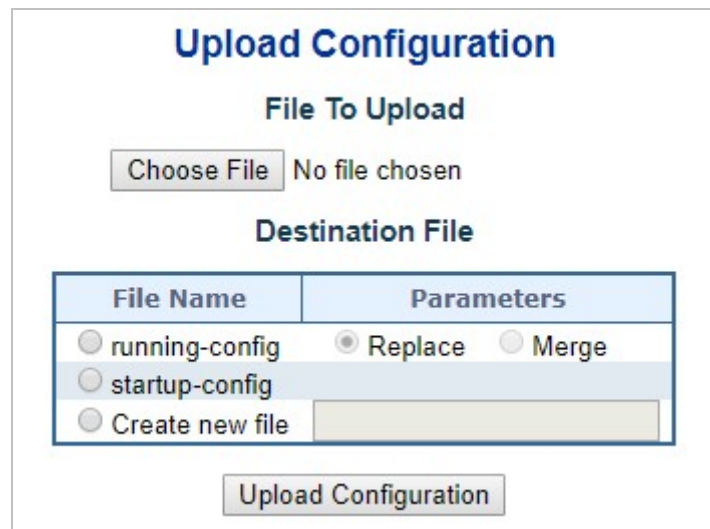 Upload Configuration
File To Upload
Choose File No file chosen
Destination File
File Name Parameters
running-config Replace Merge
startup-config
Create new file
Upload Configuration